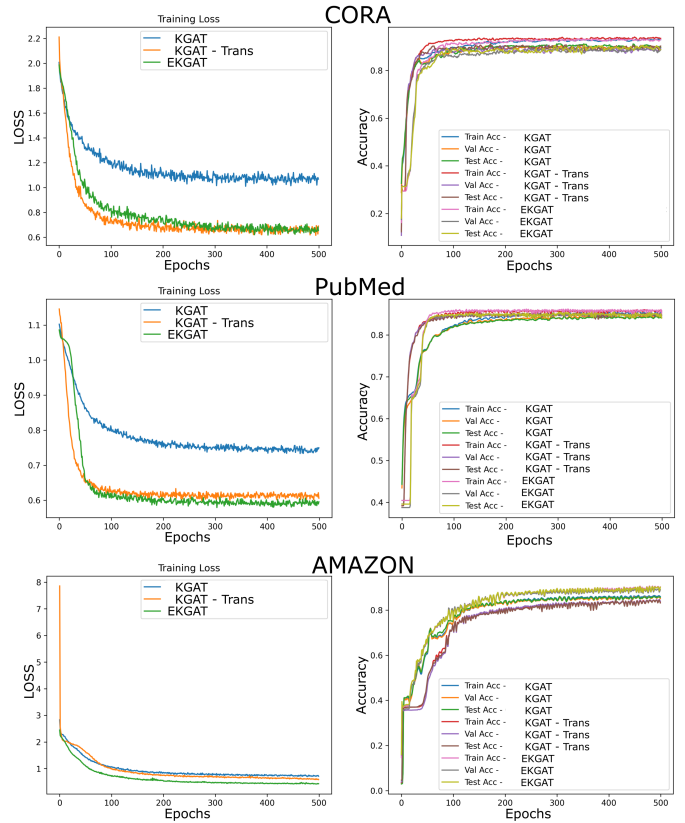 CORA
Training Loss
KGAT
KGAT - Trans
EKGAT
2.2
2.0
1.8
1.6
1.4
1.2
1.0
0.8
0.6
LOSS
0 100 200 300 400 500
Epochs
0.8
0.6
0.4
0.2
Accuracy
Train Acc - KGAT
Val Acc - KGAT
Test Acc - KGAT
Train Acc - KGAT - Trans
Val Acc - KGAT - Trans
Test Acc - KGAT - Trans
Train Acc - EKGAT
Val Acc - EKGAT
Test Acc - EKGAT
0 100 200 300 400 500
Epochs
PubMed
Training Loss
KGAT
KGAT - Trans
EKGAT
1.1
1.0
0.9
0.8
0.7
0.6
LOSS
0 100 200 300 400 500
Epochs
0.8
0.7
0.6
0.5
0.4
Accuracy
Train Acc - KGAT
Val Acc - KGAT
Test Acc - KGAT
Train Acc - KGAT - Trans
Val Acc - KGAT - Trans
Test Acc - KGAT - Trans
Train Acc - EKGAT
Val Acc - EKGAT
Test Acc - EKGAT
0 100 200 300 400 500
Epochs
AMAZON
Training Loss
KGAT
KGAT - Trans
EKGAT
8
7
6
5
4
3
2
1
LOSS
0 100 200 300 400 500
Epochs
0.8
0.6
0.4
0.2
0.0
Accuracy
Train Acc - KGAT
Val Acc - KGAT
Test Acc - KGAT
Train Acc - KGAT - Trans
Val Acc - KGAT - Trans
Test Acc - KGAT - Trans
Train Acc - EKGAT
Val Acc - EKGAT
Test Acc - EKGAT
0 100 200 300 400 500
Epochs